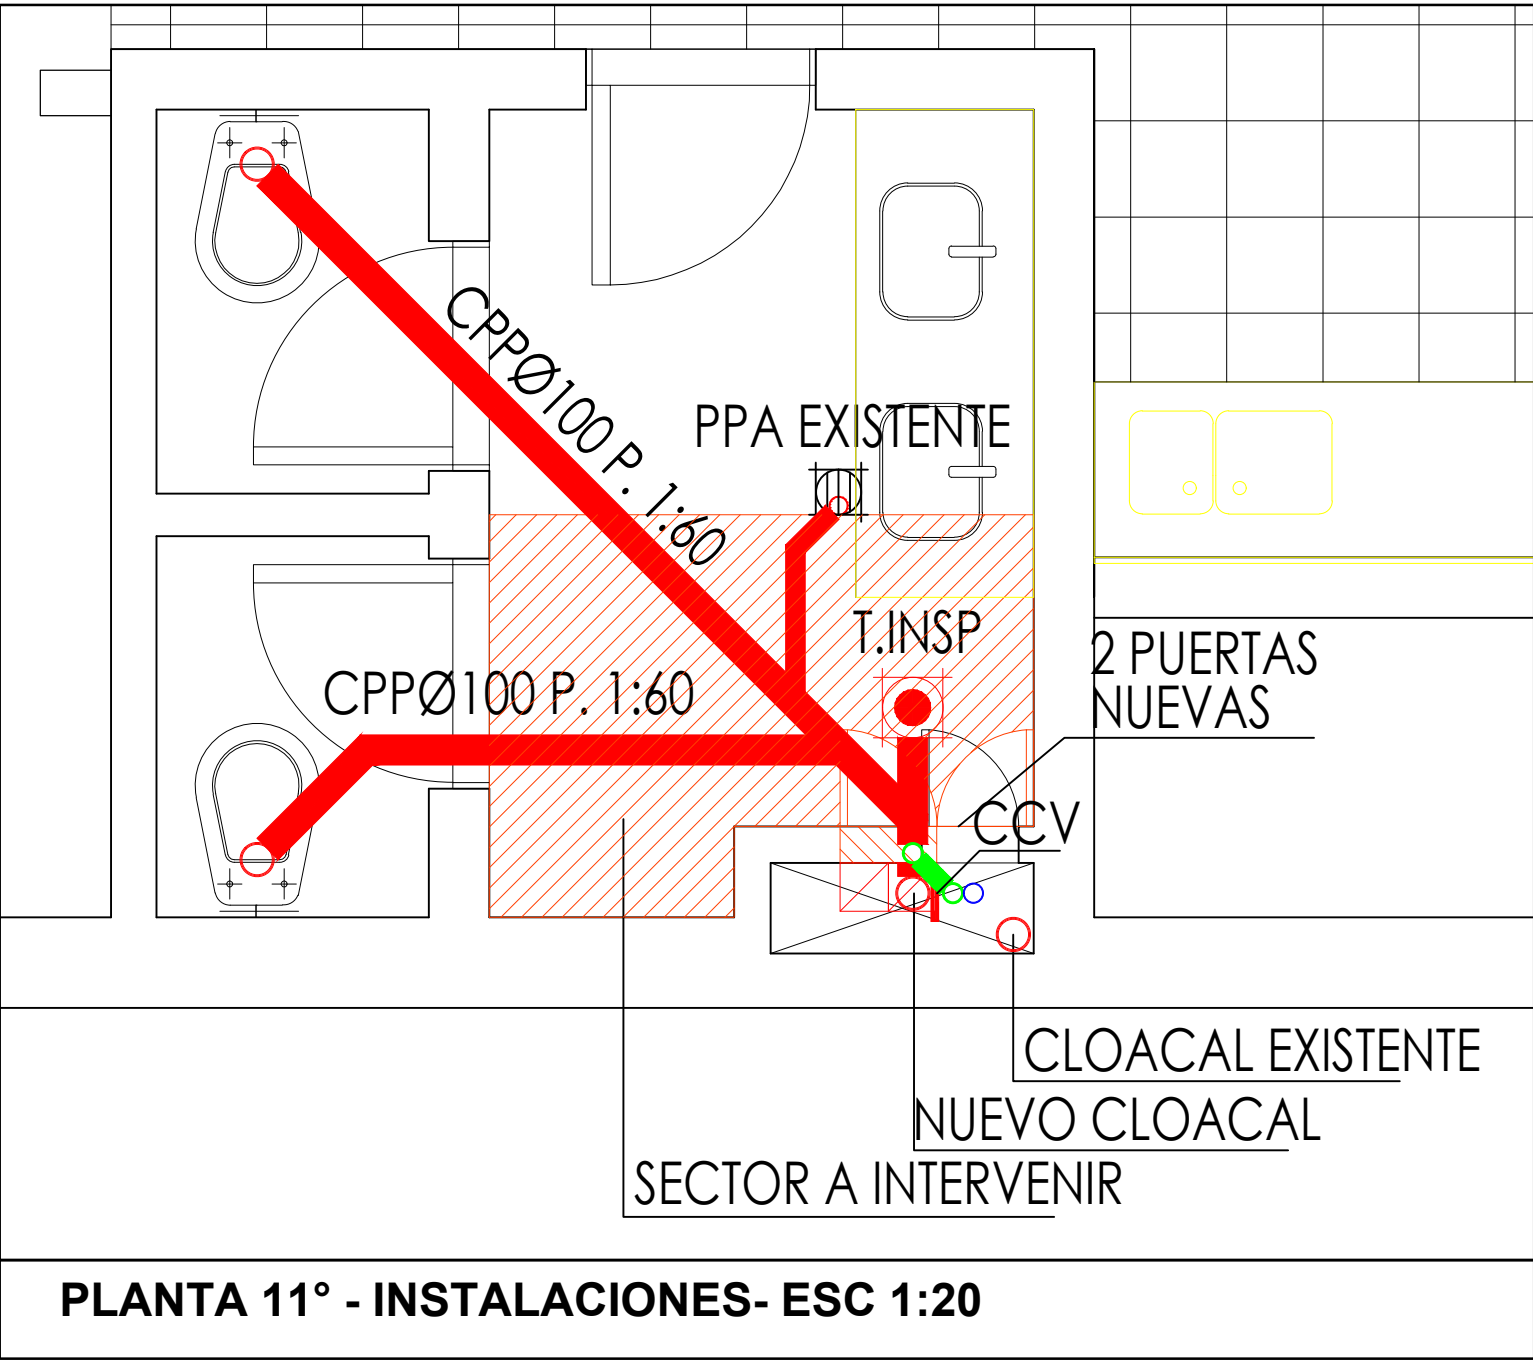 CPPØ100 P. 1:60
PPA EXISTENTE
T.INSP
2 PUERTAS
NUEVAS
CPPØ100 P. 1:60
CCV
CLOACAL EXISTENTE
NUEVO CLOACAL
SECTOR A INTERVENIR
PLANTA 11° - INSTALACIONES- ESC 1:20